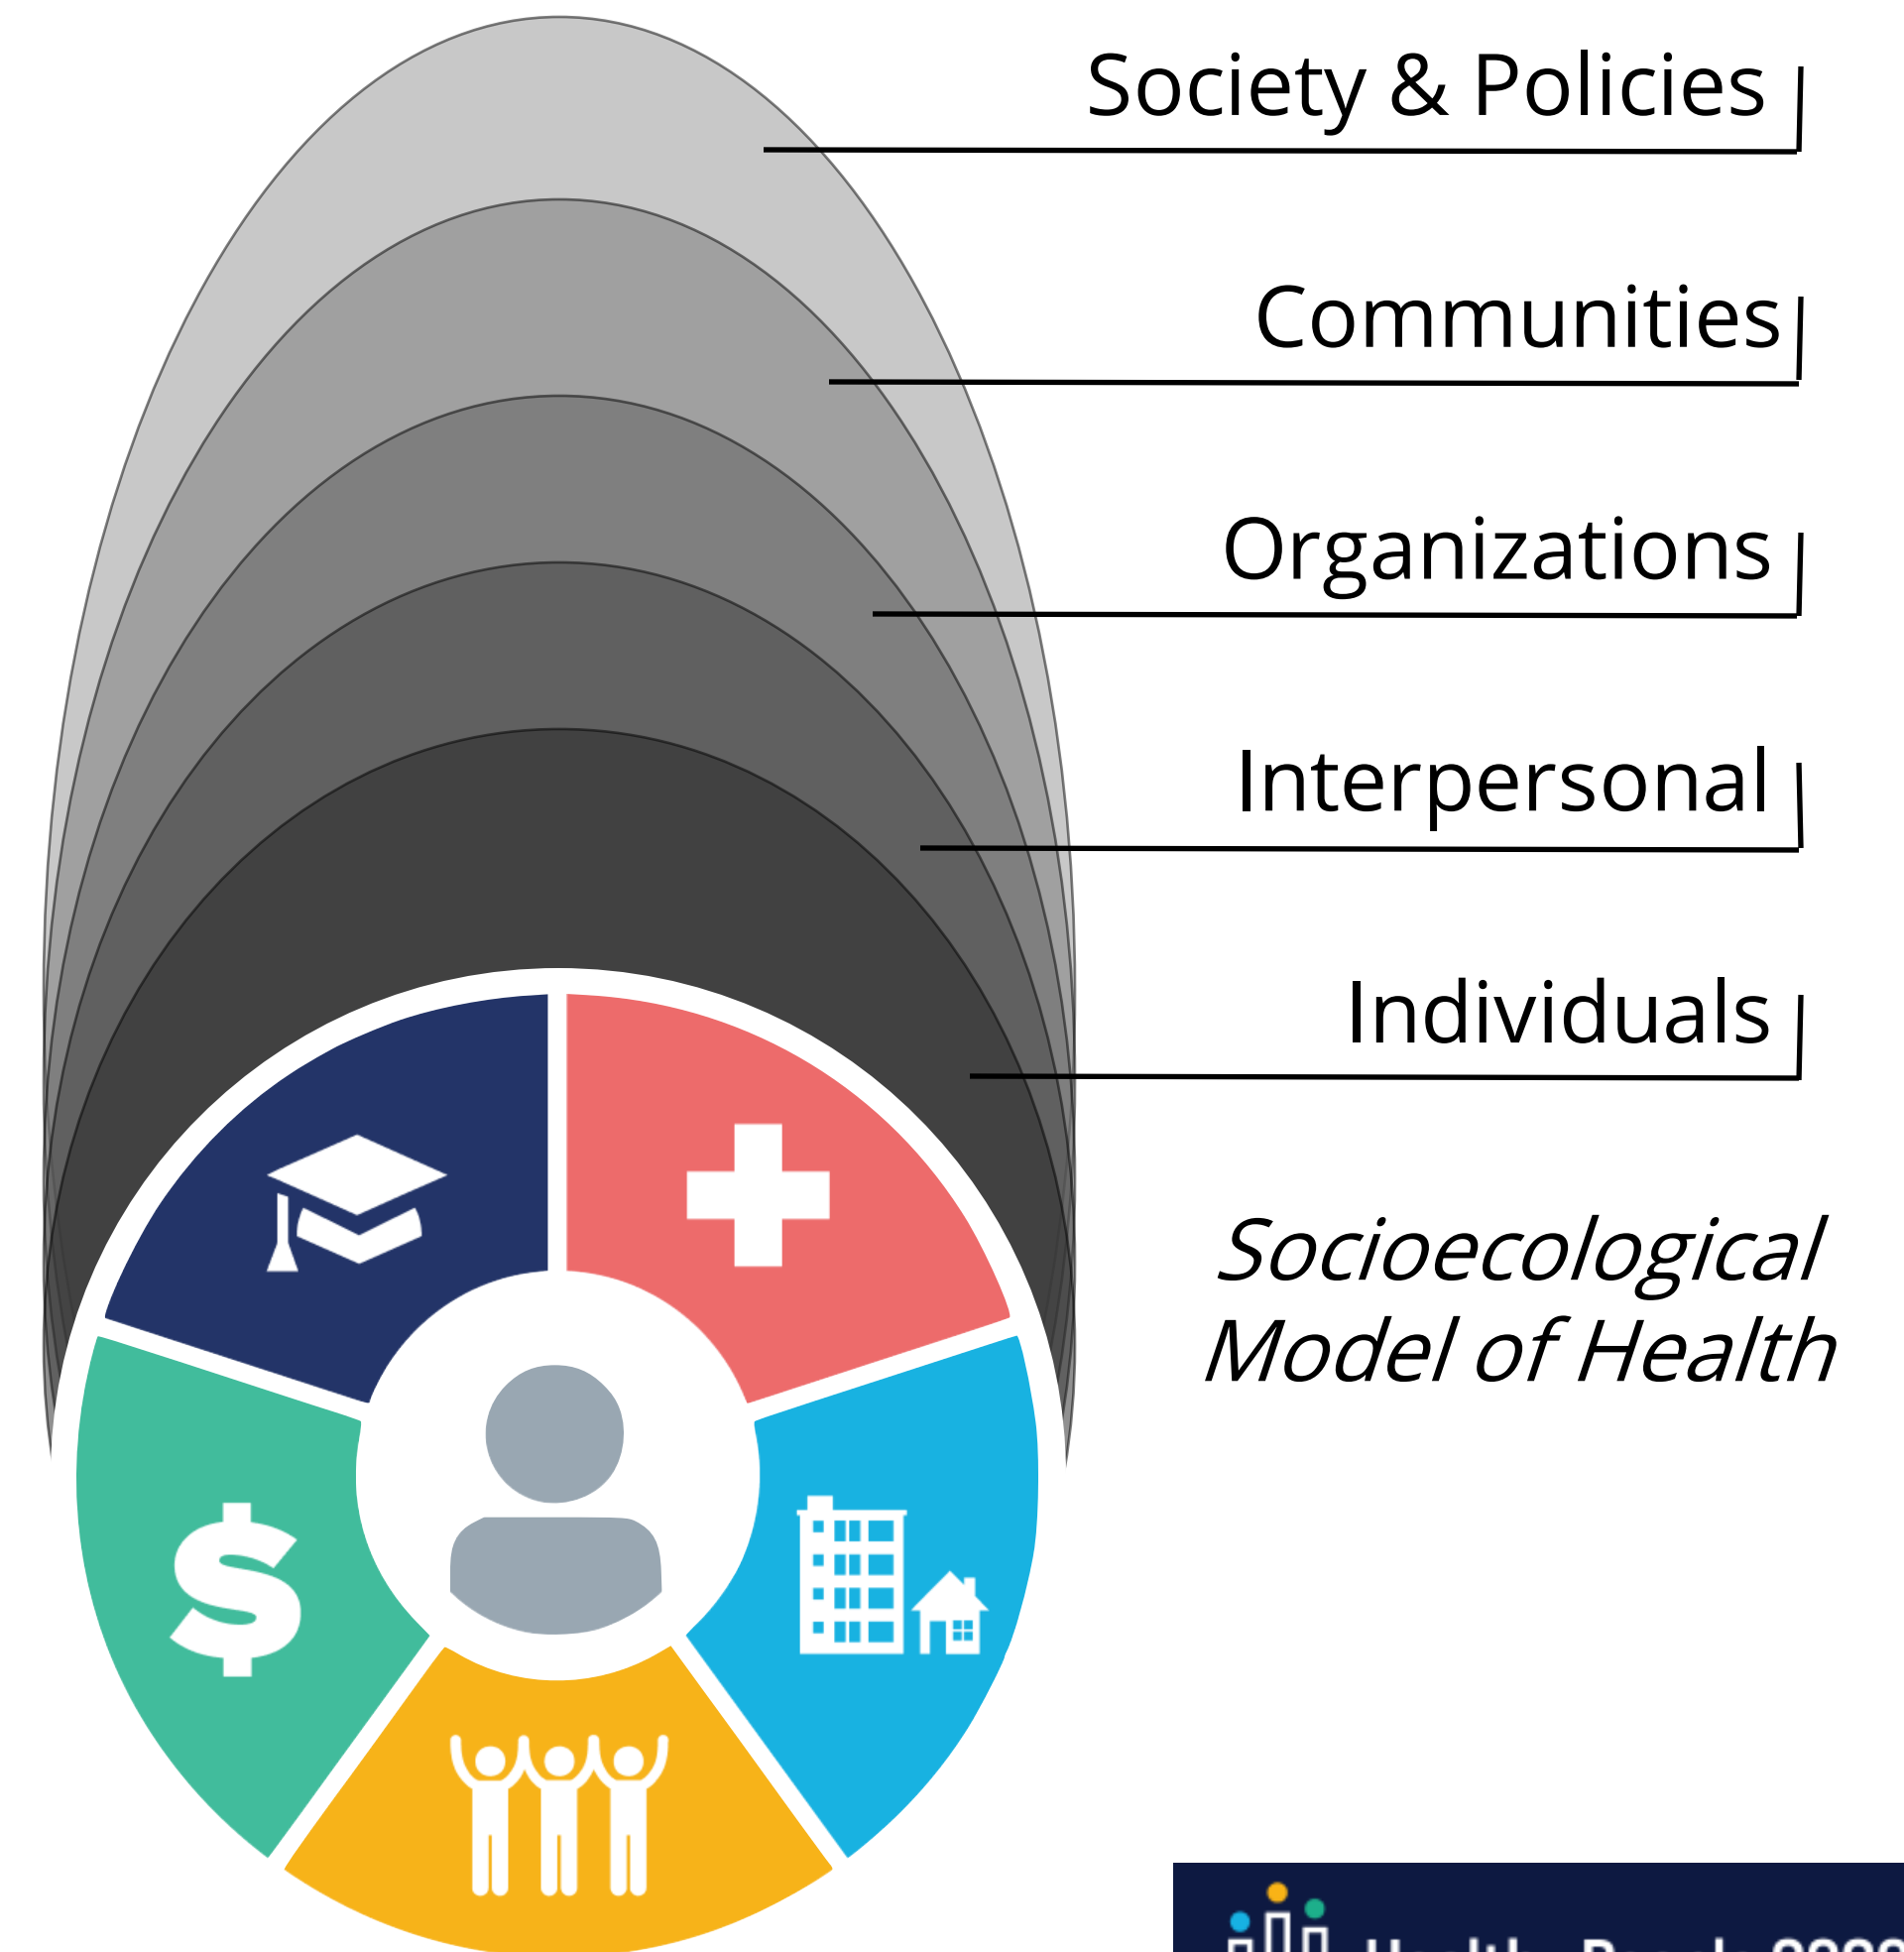 Society & Policies
Communities
Organizations
Interpersonal
Individuals
Socioecological
Model of Health